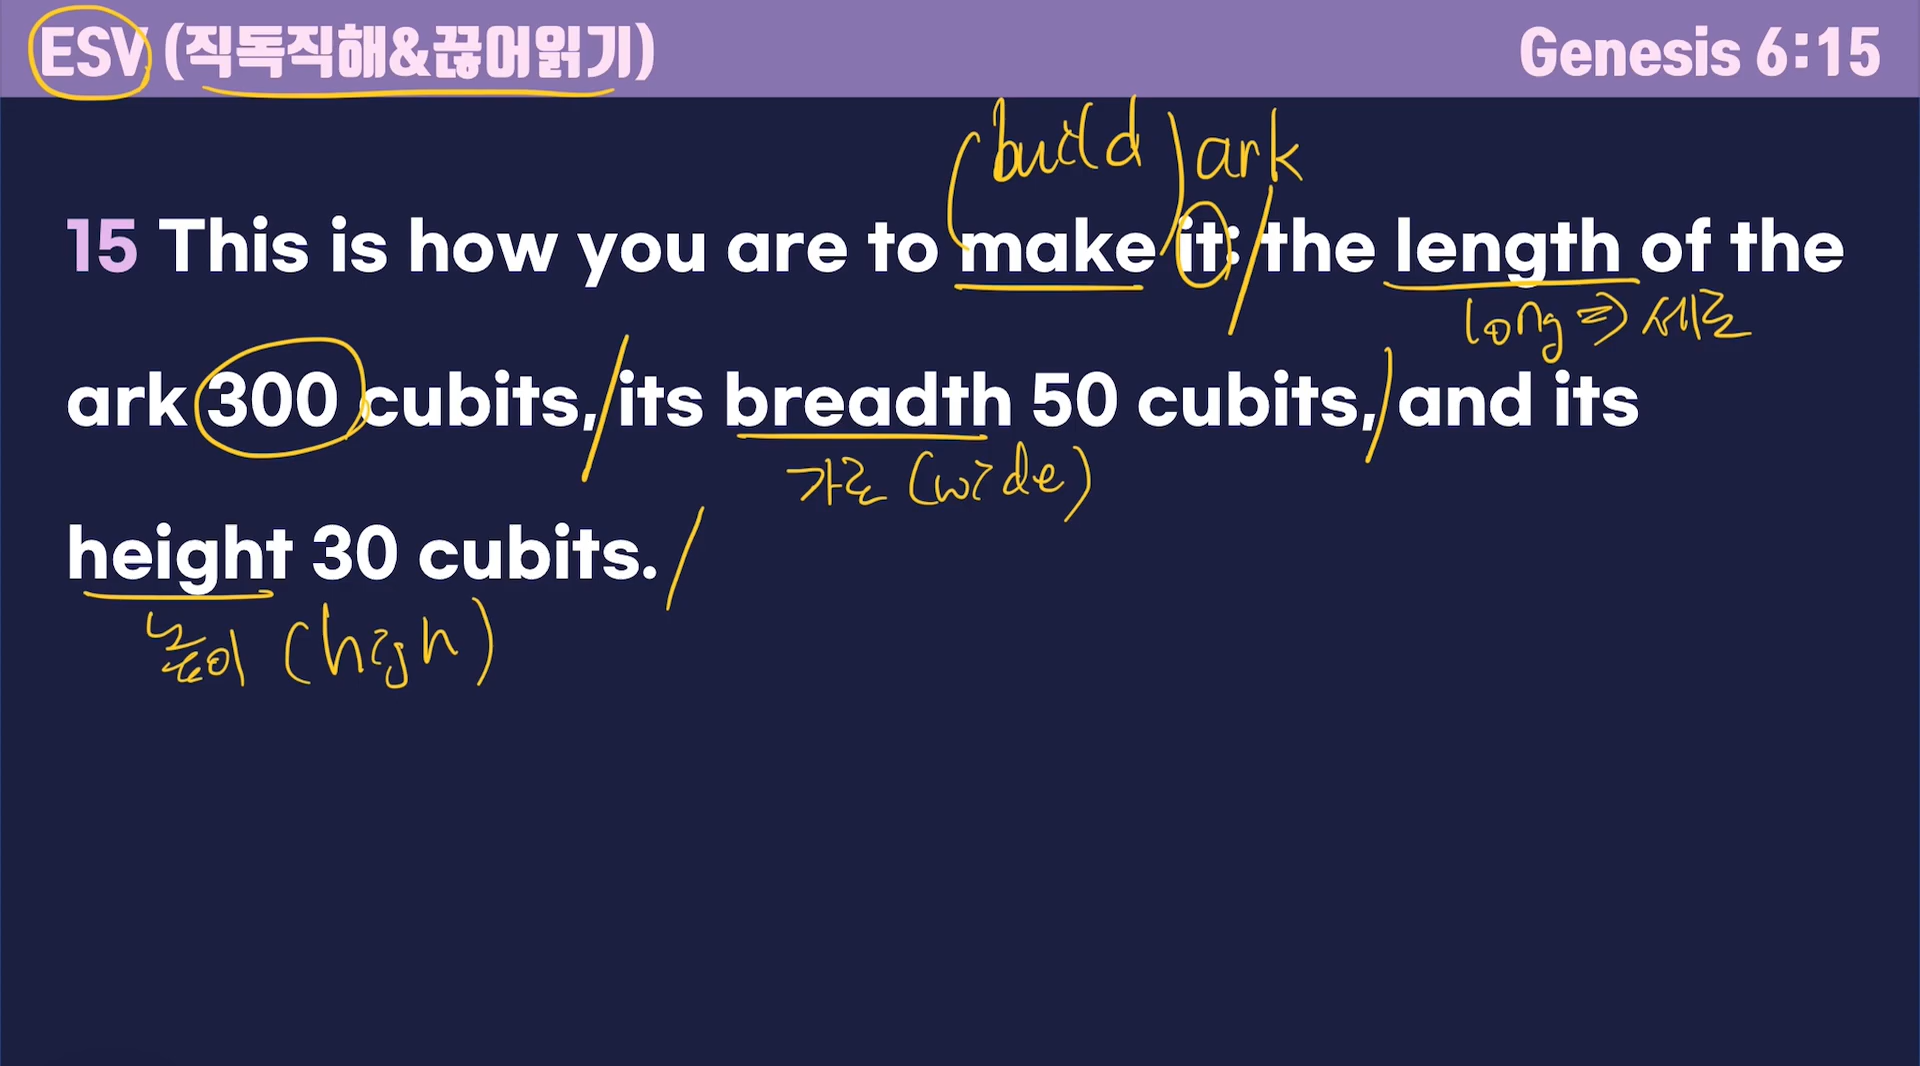 ESV (직독직해&끊어읽기)
Genesis 6:15
(build) ark
15 This is how you are to make it: / the length of the
long ⇒ 세로
ark 300 cubits, / its breadth 50 cubits, / and its
가로 (wide)
height 30 cubits. /
높이 (high)